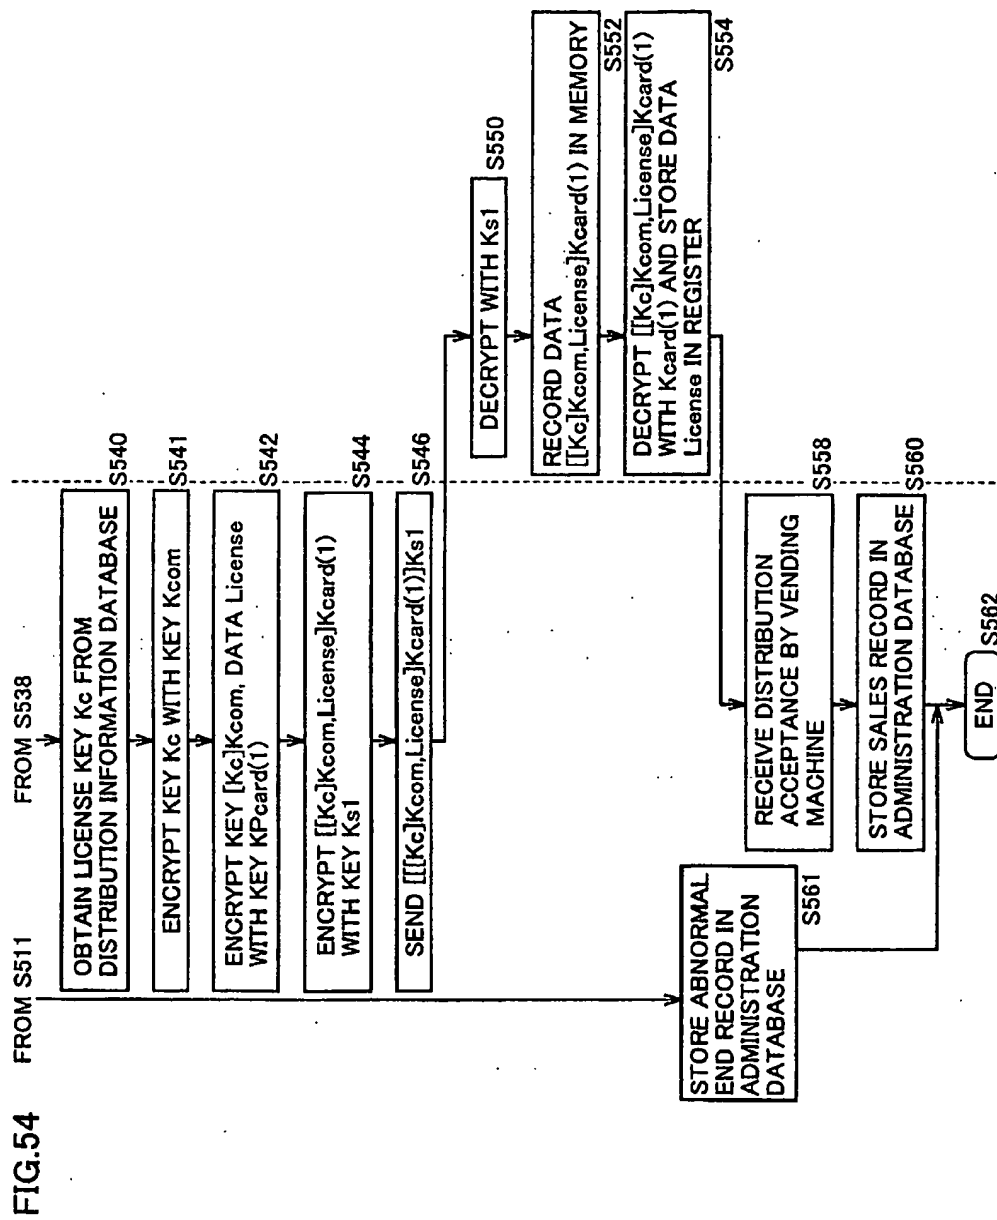 FIG.54
FROM S511
FROM S538
OBTAIN LICENSE KEY Kc FROM
DISTRIBUTION INFORMATION DATABASE
S540
ENCRYPT KEY Kc WITH KEY Kcom
S541
ENCRYPT KEY [Kc]Kcom, DATA License
WITH KEY KPcard(1)
S542
ENCRYPT [[Kc]Kcom,License]Kcard(1)
WITH KEY Ks1
S544
SEND [[[Kc]Kcom,License]Kcard(1)]Ks1
S546
DECRYPT WITH Ks1
S550
RECORD DATA
[[Kc]Kcom,License]Kcard(1) IN MEMORY
S552
DECRYPT [[Kc]Kcom,License]Kcard(1)
WITH Kcard(1) AND STORE DATA
License IN REGISTER
S554
RECEIVE DISTRIBUTION
ACCEPTANCE BY VENDING
MACHINE
S558
STORE SALES RECORD IN
ADMINISTRATION DATABASE
S560
STORE ABNORMAL
END RECORD IN
ADMINISTRATION
DATABASE
S561
END
S562